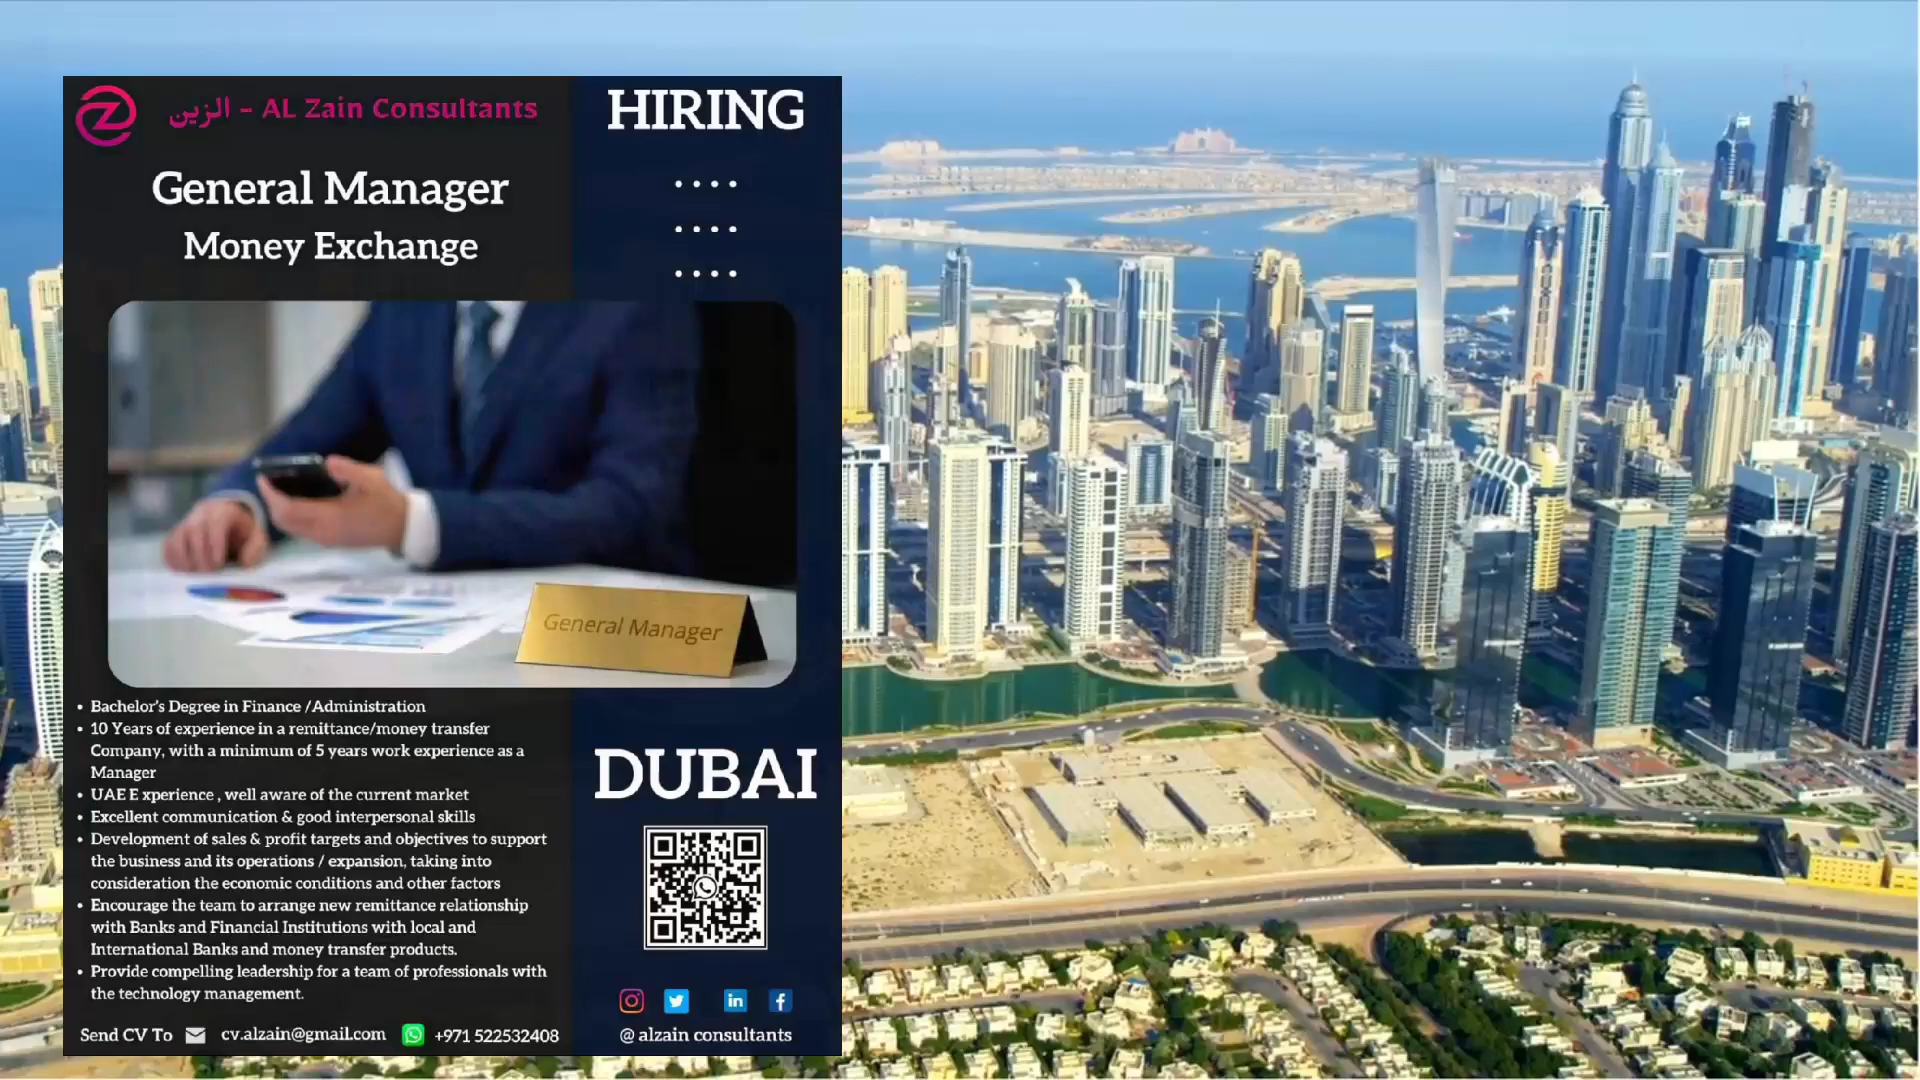 الزين - AL Zain Consultants
HIRING
General Manager
Money Exchange
General Manager
• Bachelor's Degree in Finance /Administration
• 10 Years of experience in a remittance/money transfer
Company, with a minimum of 5 years work experience as a
Manager
• UAE E xperience , well aware of the current market
• Excellent communication & good interpersonal skills
• Development of sales & profit targets and objectives to support
the business and its operations / expansion, taking into
consideration the economic conditions and other factors
• Encourage the team to arrange new remittance relationship
with Banks and Financial Institutions with local and
International Banks and money transfer products.
• Provide compelling leadership for a team of professionals with
the technology management.
Send CV To cv.alzain@gmail.com +971 522532408
DUBAI
@ alzain consultants